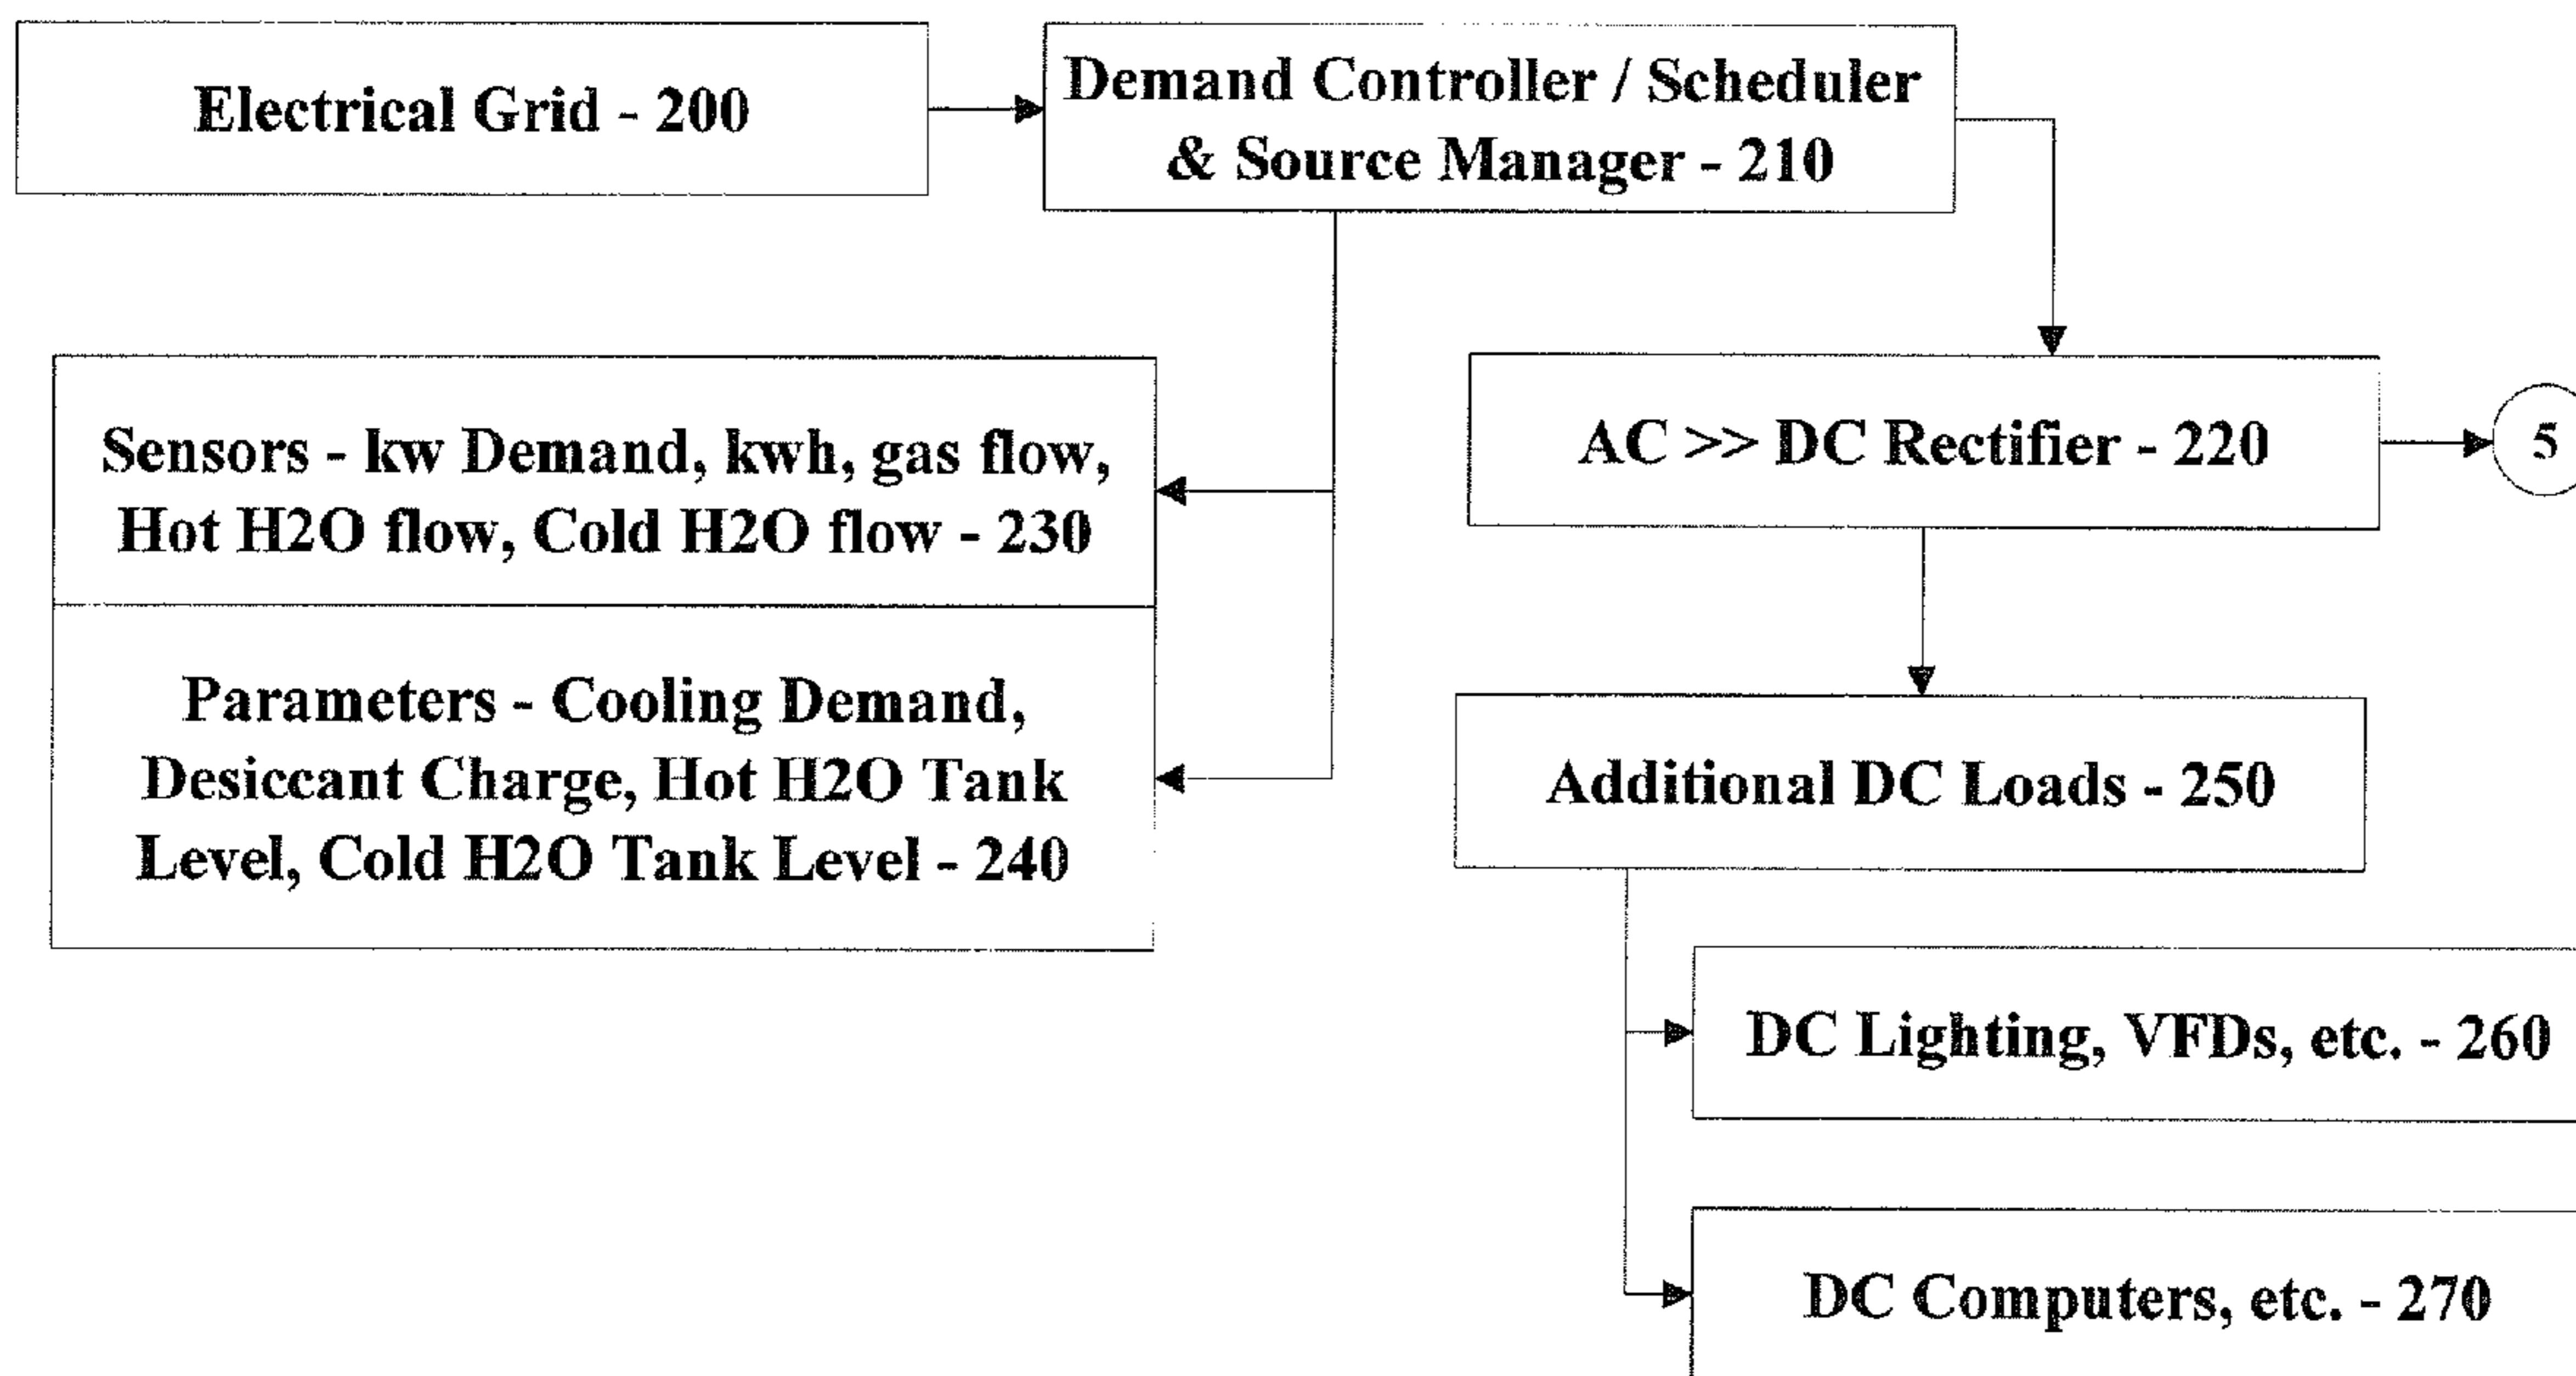 Electrical Grid - 200
Demand Controller / Scheduler
& Source Manager - 210
Sensors - kw Demand, kwh, gas flow,
Hot H2O flow, Cold H2O flow - 230
AC >> DC Rectifier - 220
5
Parameters - Cooling Demand,
Desiccant Charge, Hot H2O Tank
Level, Cold H2O Tank Level - 240
Additional DC Loads - 250
DC Lighting, VFDs, etc. - 260
DC Computers, etc. - 270